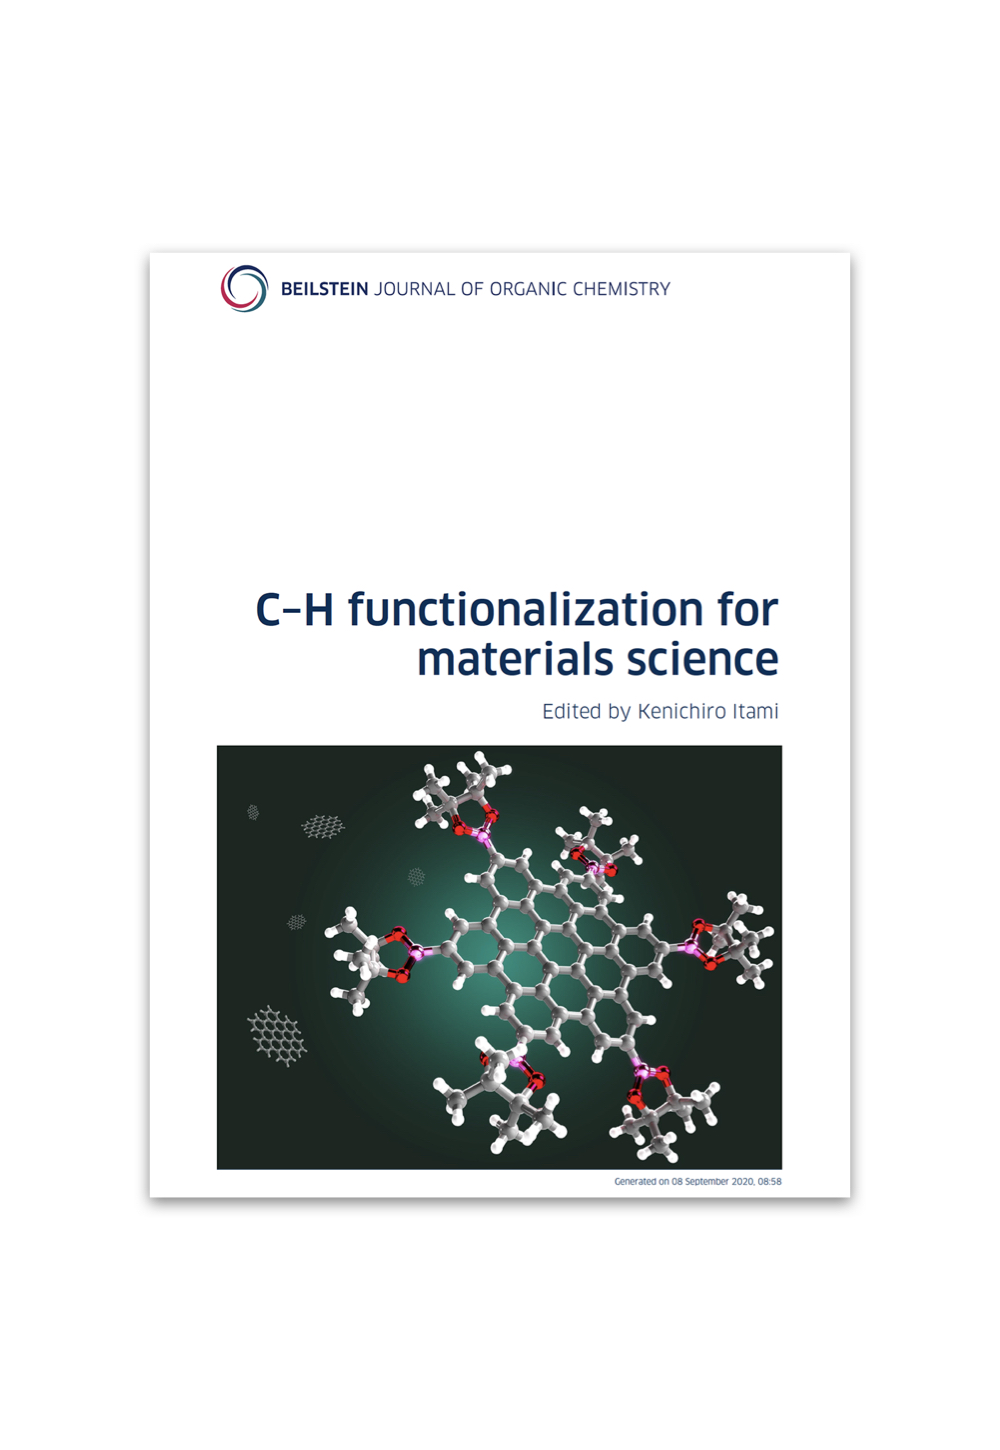 BEILSTEIN JOURNAL OF ORGANIC CHEMISTRY
C–H functionalization for
materials science
Edited by Kenichiro Itami
Generated on 08 September 2020, 08:58